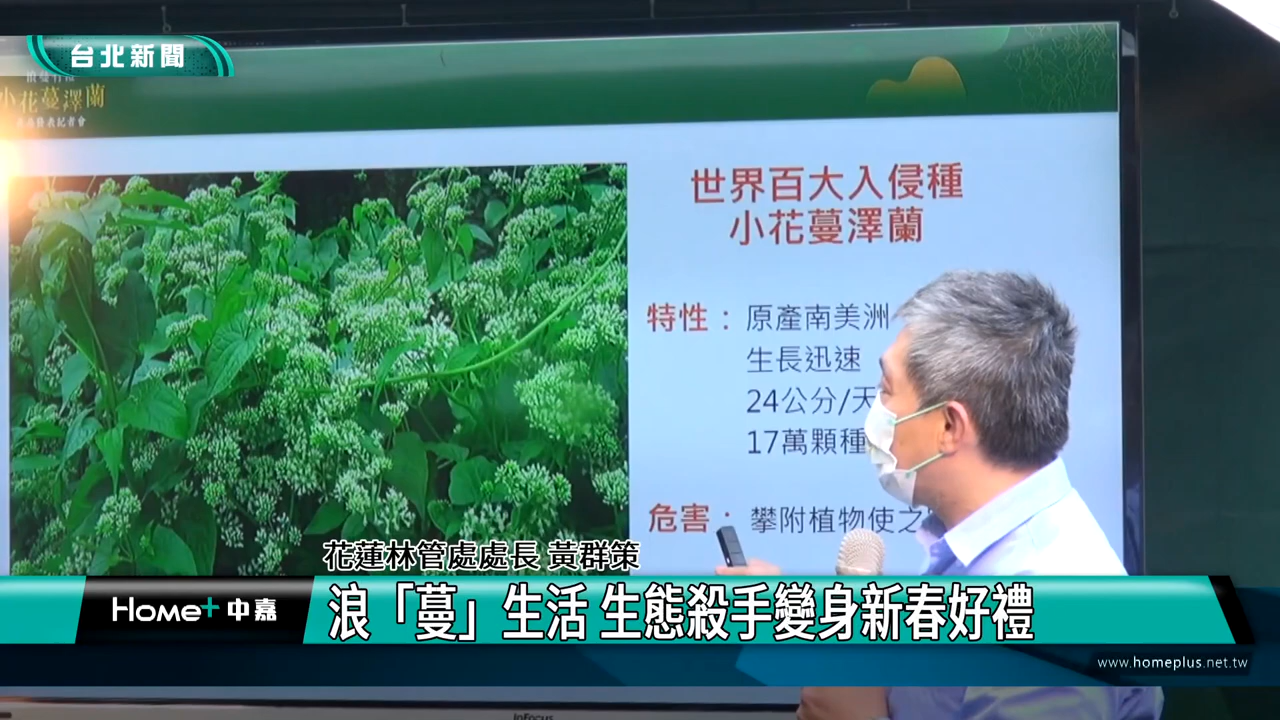 台北新聞
小花蔓澤蘭
世界百大入侵種
小花蔓澤蘭
特性：原產南美洲
生長迅速
24公分/天
17萬顆種
危害：攀附植物使之
花蓮林管處處長 黃群策
Home+中嘉
浪「蔓」生活 生態殺手變身新春好禮
www.homeplus.net.tw
InFocus